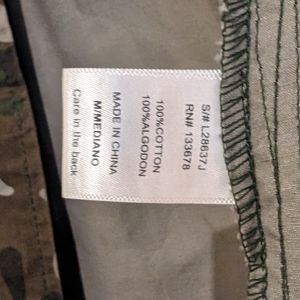 S/# L28637J
RN# 133678
100%COTTON
100%ALGODON
MADE IN CHINA
M/MEDIANO
Care in the back